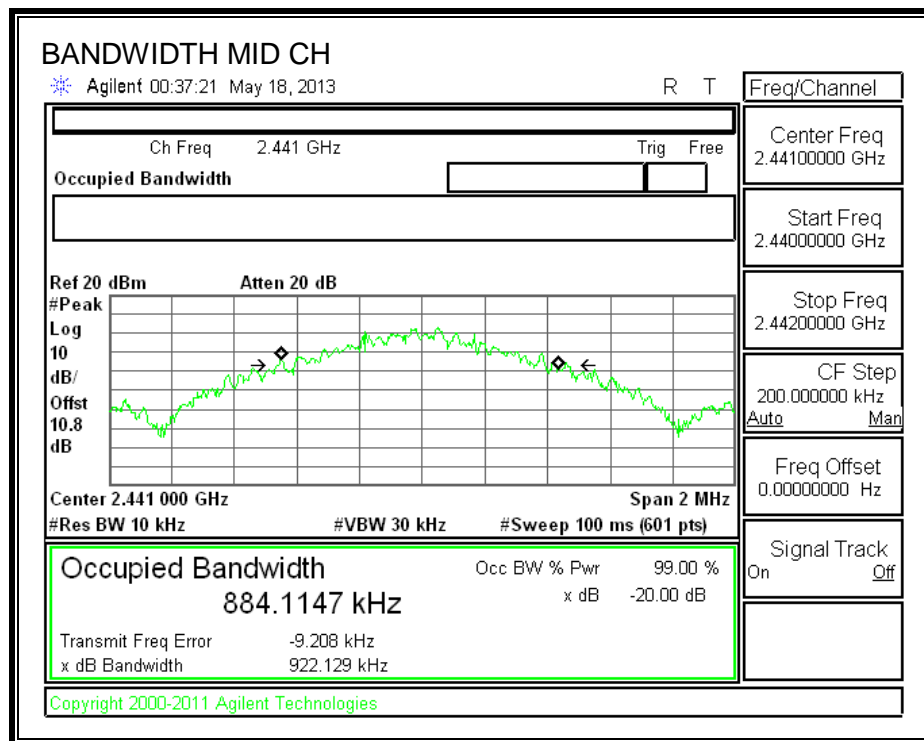 BANDWIDTH MID CH
Agilent 00:37:21 May 18, 2013 R T
Freq/Channel
Ch Freq 2.441 GHz Trig Free
Occupied Bandwidth
Center Freq
2.44100000 GHz
Start Freq
2.44000000 GHz
Stop Freq
2.44200000 GHz
CF Step
200.000000 kHz
Auto Man
Freq Offset
0.00000000 Hz
Signal Track
On Off
Ref 20 dBm Atten 20 dB
#Peak
Log
10
dB/
Offst
10.8
dB
Center 2.441 000 GHz Span 2 MHz
#Res BW 10 kHz #VBW 30 kHz #Sweep 100 ms (601 pts)
Occupied Bandwidth Occ BW % Pwr 99.00 %
884.1147 kHz x dB -20.00 dB
Transmit Freq Error -9.208 kHz
x dB Bandwidth 922.129 kHz
Copyright 2000-2011 Agilent Technologies